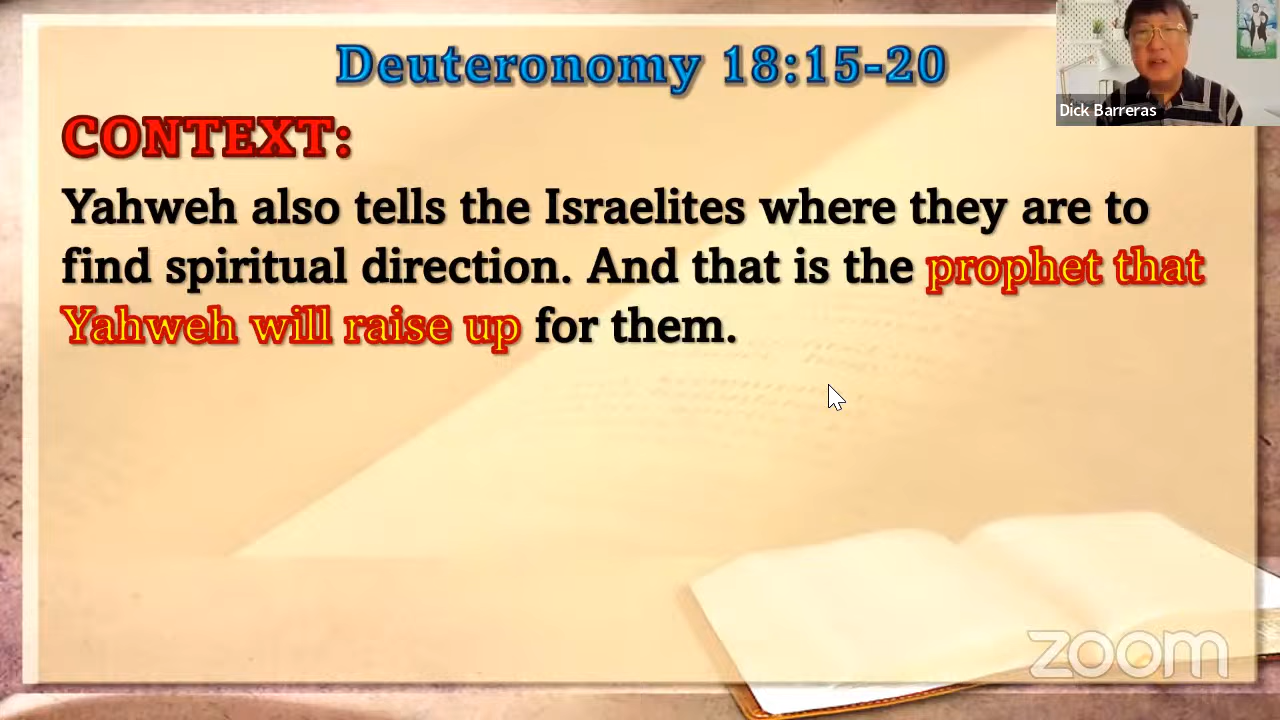 Deuteronomy 18:15-20
Dick Barreras
CONTEXT:
Yahweh also tells the Israelites where they are to
find spiritual direction. And that is the prophet that
Yahweh will raise up for them.
zoom